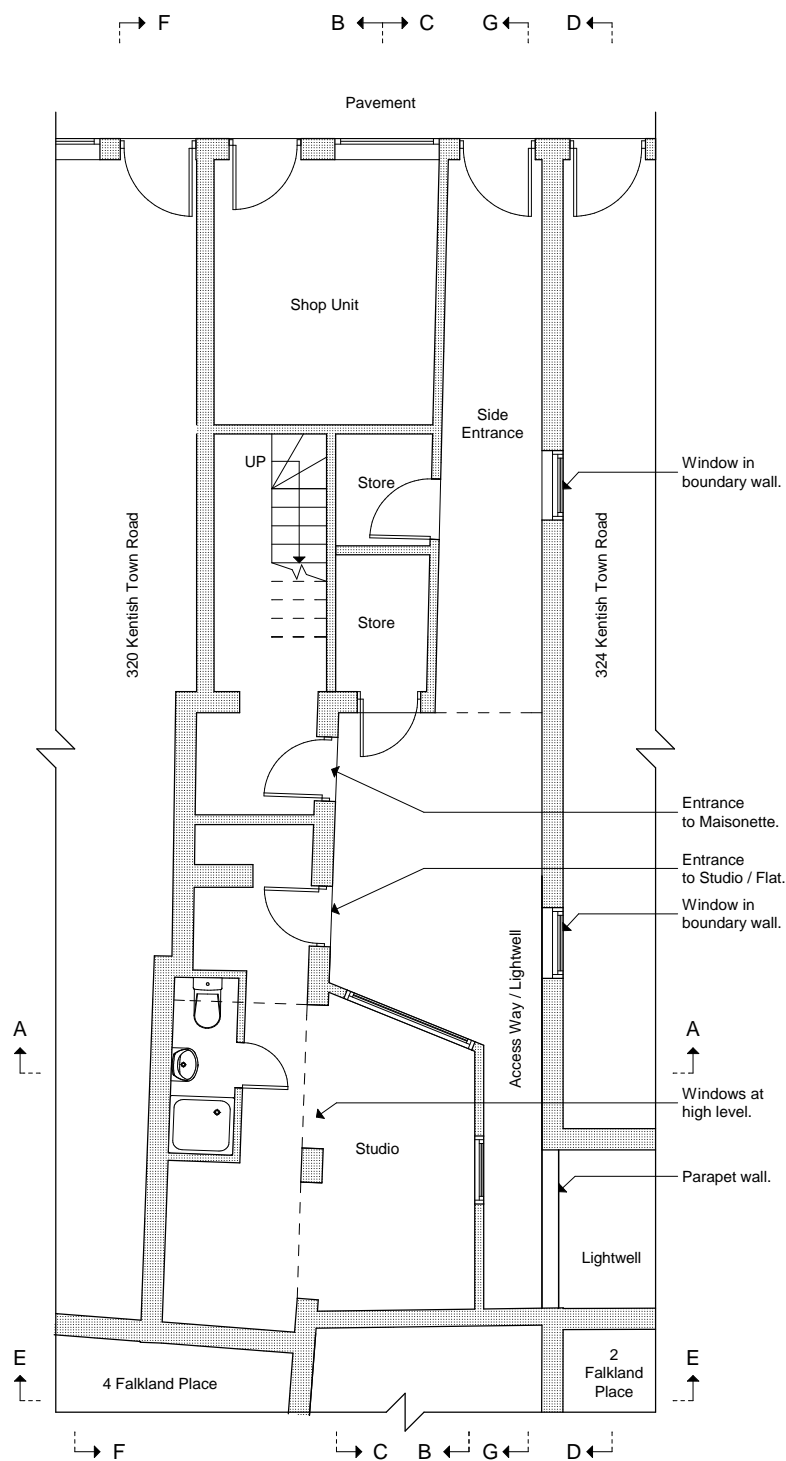 F
B
C
G
D
Pavement
Shop Unit
Side
Entrance
UP
Store
Window in
boundary wall.
320 Kentish Town Road
324 Kentish Town Road
Store
Entrance
to Maisonette.
Entrance
to Studio / Flat.
Window in
boundary wall.
Access Way / Lightwell
A
A
Windows at
high level.
Studio
Parapet wall.
Lightwell
E
4 Falkland Place
2
Falkland
Place
E
F
C
B
G
D